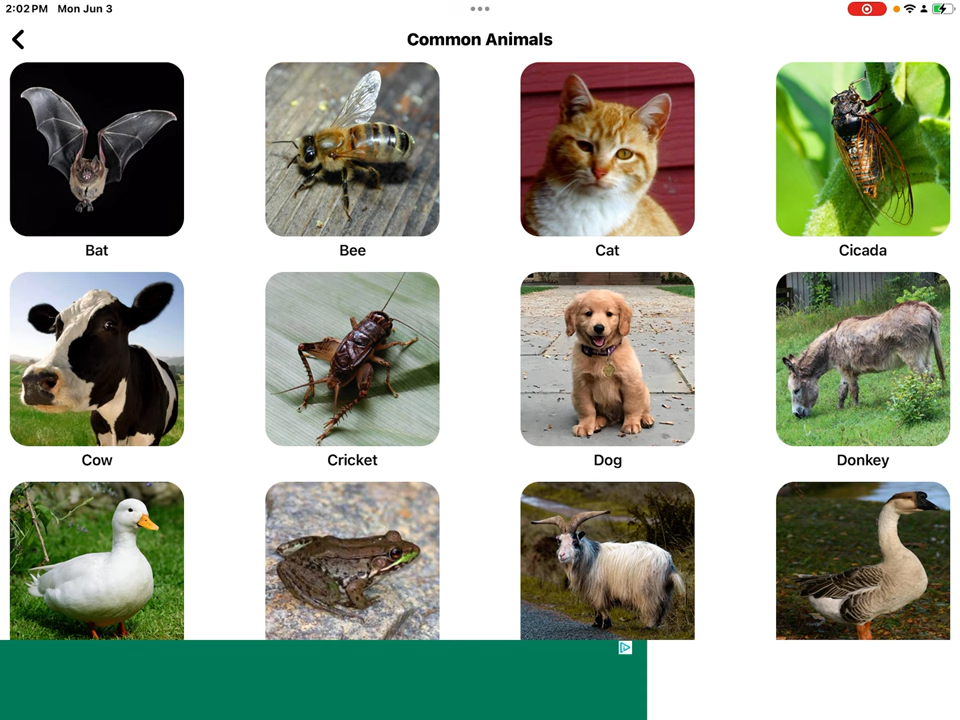 2:02 PM Mon Jun 3
Common Animals
Bat Bee Cat Cicada
Cow Cricket Dog Donkey